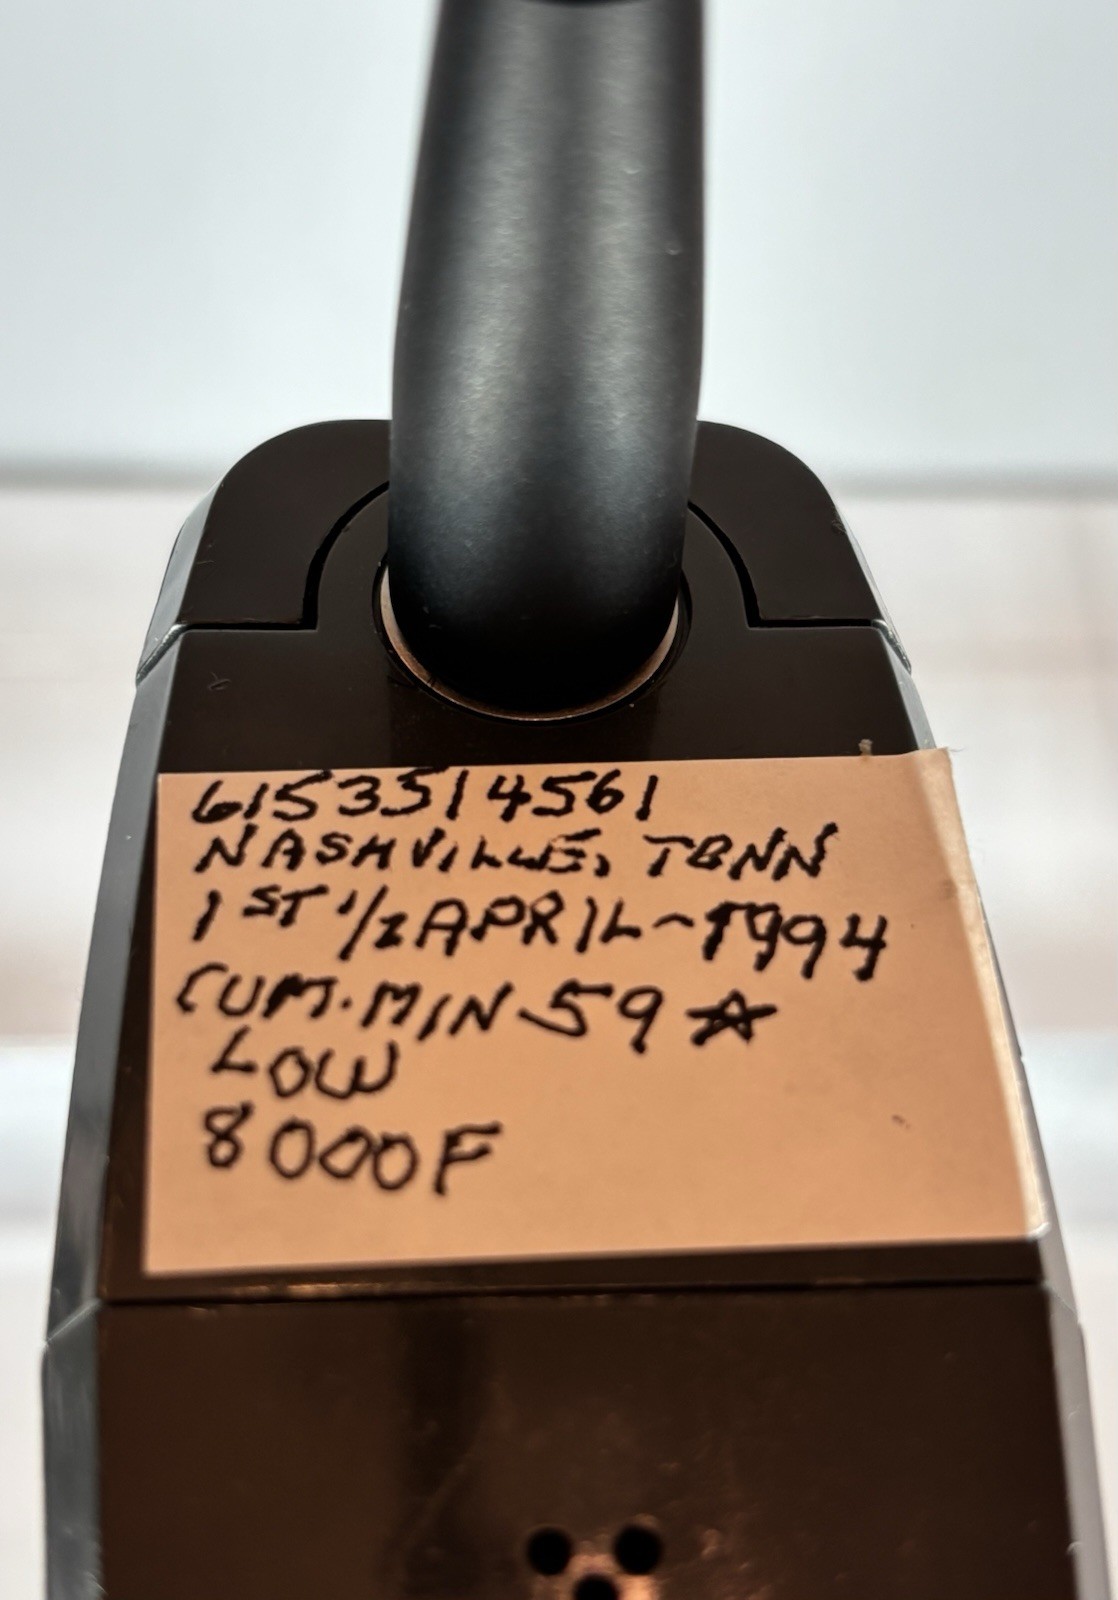 6153514561
NASHVILLE, TENN
1ST 1/2 APRIL-1994
CUM. MIN 59 ☆
LOW
8000F